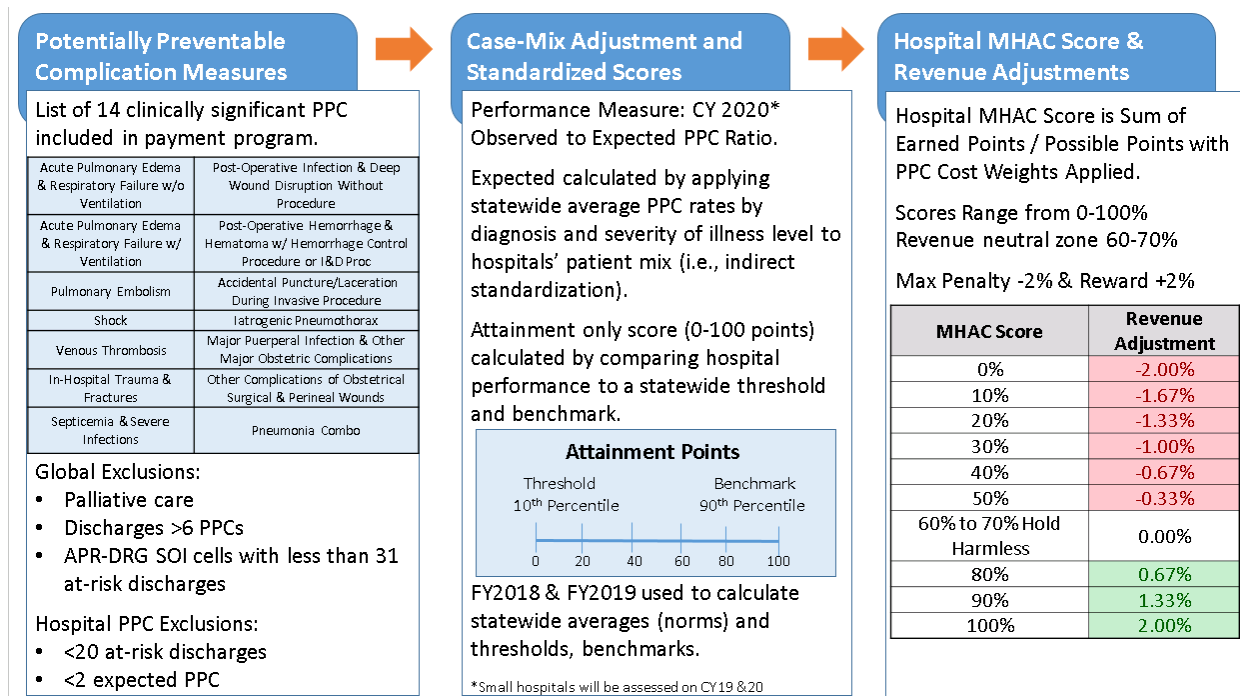 Potentially Preventable
Complication Measures
List of 14 clinically significant PPC
included in payment program.
Acute Pulmonary Edema
& Respiratory Failure w/o
Ventilation
Post-Operative Infection & Deep
Wound Disruption Without
Procedure
Acute Pulmonary Edema
& Respiratory Failure w/
Ventilation
Post-Operative Hemorrhage &
Hematoma w/ Hemorrhage Control
Procedure or I&D Proc
Pulmonary Embolism
Accidental Puncture/Laceration
During Invasive Procedure
Shock
Iatrogenic Pneumothorax
Venous Thrombosis
Major Puerperal Infection & Other
Major Obstetric Complications
In-Hospital Trauma &
Fractures
Other Complications of Obstetrical
Surgical & Perineal Wounds
Septicemia & Severe
Infections
Pneumonia Combo
Global Exclusions:
• Palliative care
• Discharges >6 PPCs
• APR-DRG SOI cells with less than 31
at-risk discharges
Hospital PPC Exclusions:
• <20 at-risk discharges
• <2 expected PPC
Case-Mix Adjustment and
Standardized Scores
Performance Measure: CY 2020*
Observed to Expected PPC Ratio.
Expected calculated by applying
statewide average PPC rates by
diagnosis and severity of illness level to
hospitals' patient mix (i.e., indirect
standardization).
Attainment only score (0-100 points)
calculated by comparing hospital
performance to a statewide threshold
and benchmark.
Attainment Points
Threshold
10th Percentile
Benchmark
90th Percentile
0 20 40 60 80 100
FY2018 & FY2019 used to calculate
statewide averages (norms) and
thresholds, benchmarks.
*Small hospitals will be assessed on CY19 &20
Hospital MHAC Score &
Revenue Adjustments
Hospital MHAC Score is Sum of
Earned Points / Possible Points with
PPC Cost Weights Applied.
Scores Range from 0-100%
Revenue neutral zone 60-70%
Max Penalty -2% & Reward +2%
MHAC Score
Revenue
Adjustment
0% -2.00%
10% -1.67%
20% -1.33%
30% -1.00%
40% -0.67%
50% -0.33%
60% to 70% Hold
Harmless
0.00%
80% 0.67%
90% 1.33%
100% 2.00%